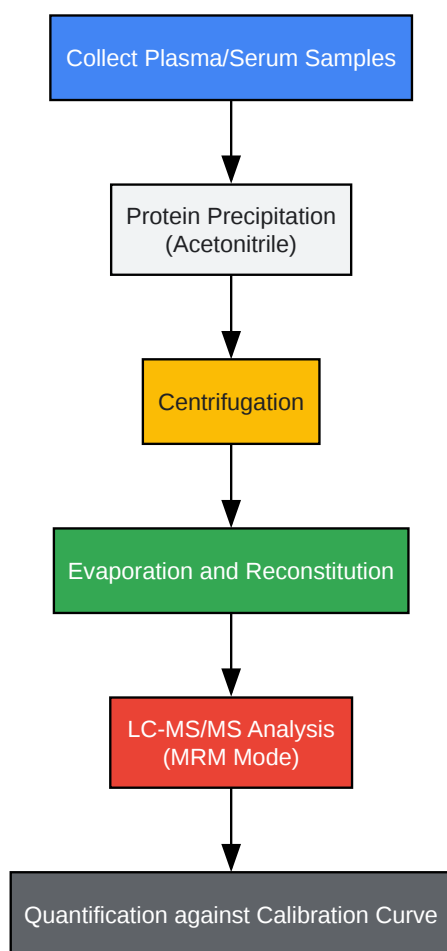 Collect Plasma/Serum Samples
Protein Precipitation
(Acetonitrile)
Centrifugation
Evaporation and Reconstitution
LC-MS/MS Analysis
(MRM Mode)
Quantification against Calibration Curve